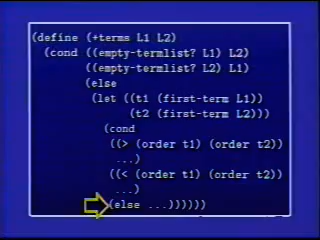 (define (+terms L1 L2)
(cond ((empty-termlist? L1) L2)
((empty-termlist? L2) L1)
(else
(let ((t1 (first-term L1))
(t2 (first-term L2)))
(cond
((> (order t1) (order t2))
...)
((< (order t1) (order t2))
...)
(else ...))))))